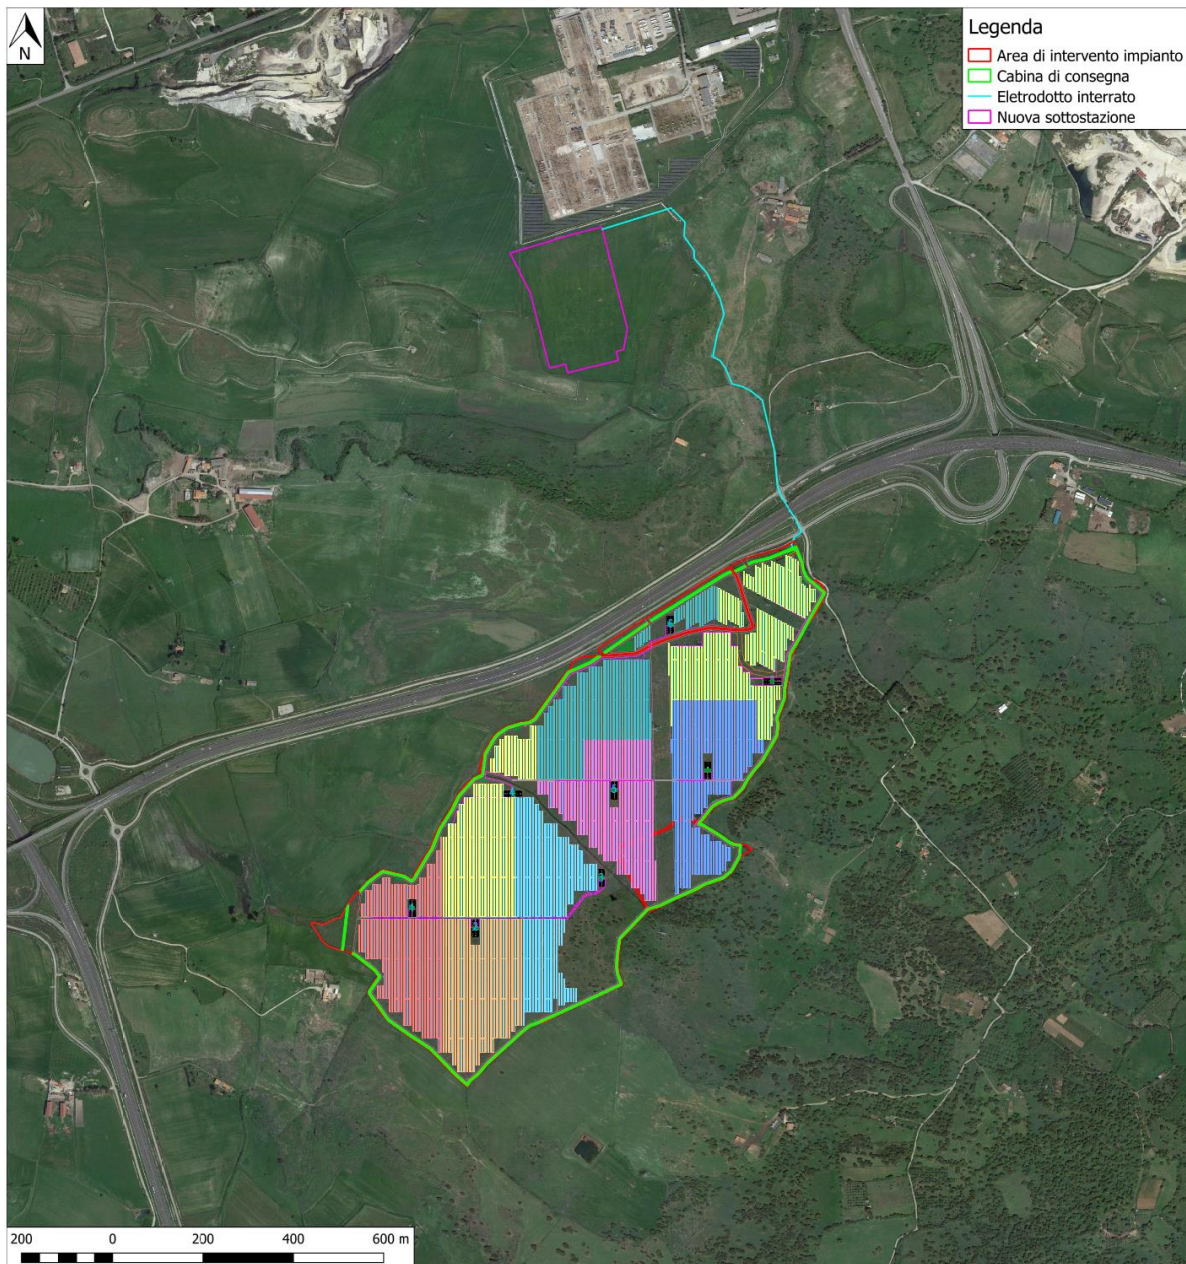 N
Legenda
Area di intervento impianto
Cabina di consegna
Eletrodotto interrato
Nuova sottostazione
200 0 200 400 600 m